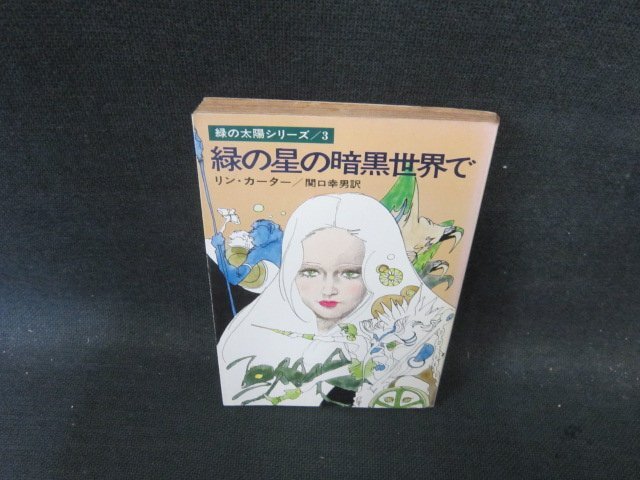 緑の太陽シリーズ/3
緑の星の暗黒世界で
リン・カーター/関口幸男訳